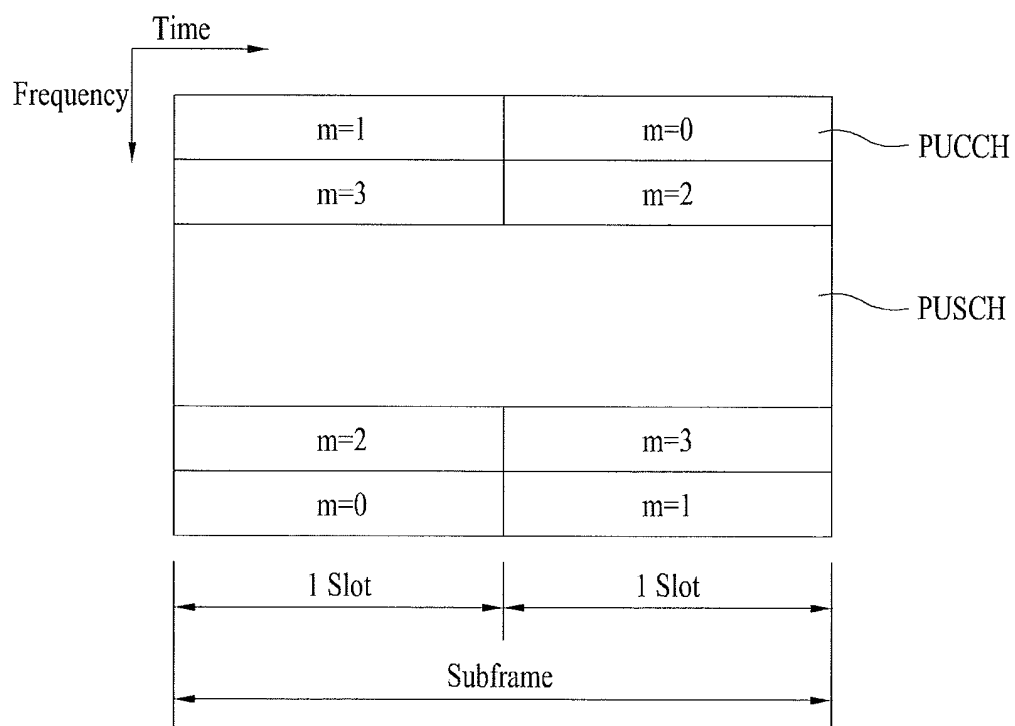 Time
Frequency
m=1 m=0
PUCCH
m=3 m=2
PUSCH
m=2 m=3
m=0 m=1
1 Slot 1 Slot
Subframe